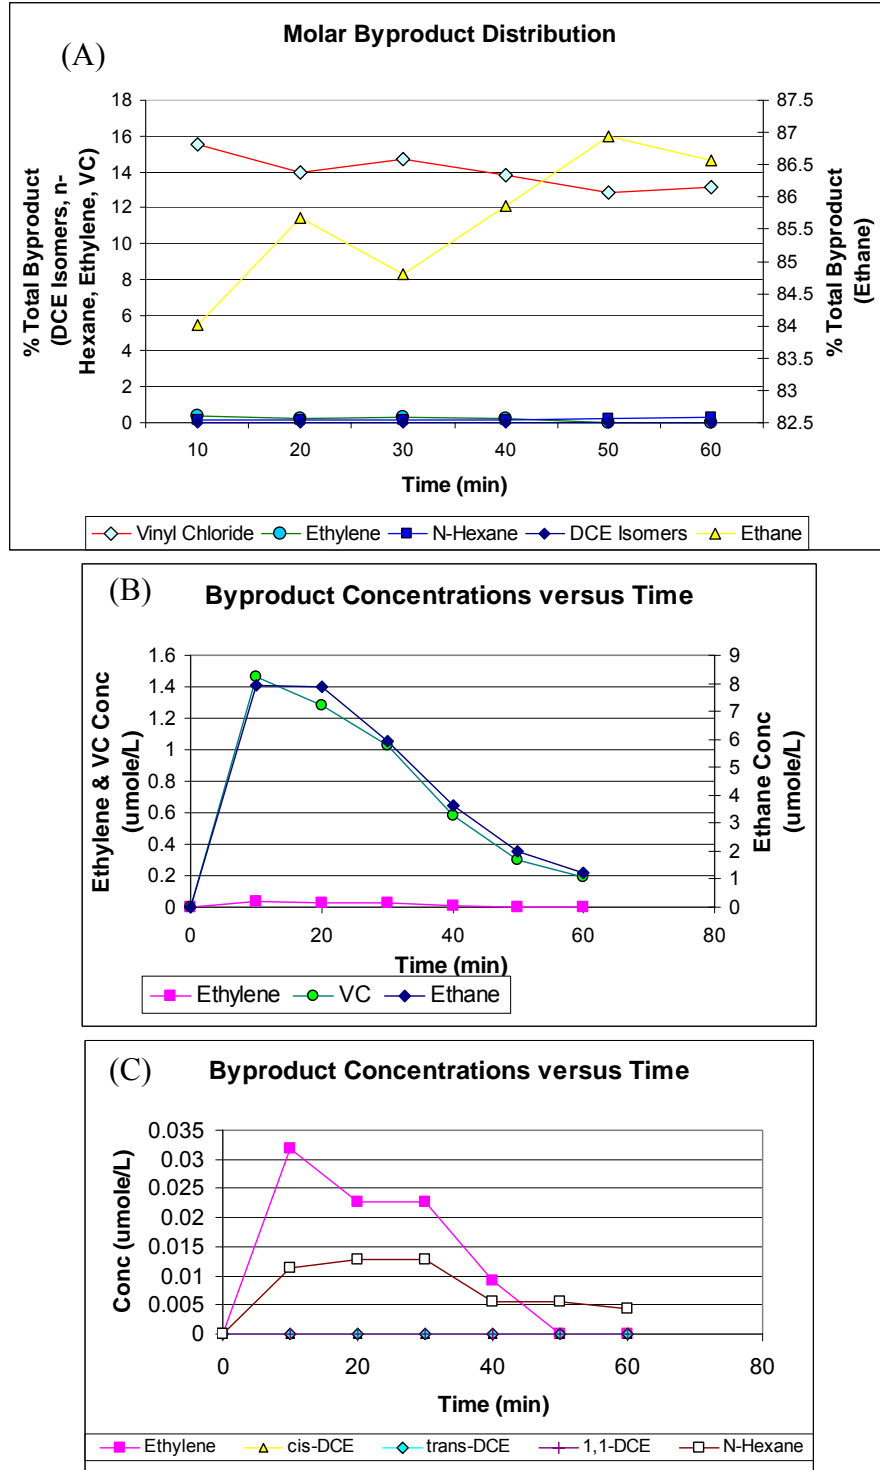 (A)
Molar Byproduct Distribution
% Total Byproduct
(DCE Isomers, n-
Hexane, Ethylene, VC)
18
16
14
12
10
8
6
4
2
0
87.5
87
86.5
86
85.5
85
84.5
84
83.5
83
82.5
% Total Byproduct
(Ethane)
10 20 30 40 50 60
Time (min)
Vinyl Chloride Ethylene N-Hexane DCE Isomers Ethane
(B)
Byproduct Concentrations versus Time
Ethylene & VC Conc
(umole/L)
1.6
1.4
1.2
1
0.8
0.6
0.4
0.2
0
9
8
7
6
5
4
3
2
1
0
Ethane Conc
(umole/L)
0 20 40 60 80
Time (min)
Ethylene VC Ethane
(C)
Byproduct Concentrations versus Time
Conc (umole/L)
0.035
0.03
0.025
0.02
0.015
0.01
0.005
0
0 20 40 60 80
Time (min)
Ethylene cis-DCE trans-DCE 1,1-DCE N-Hexane